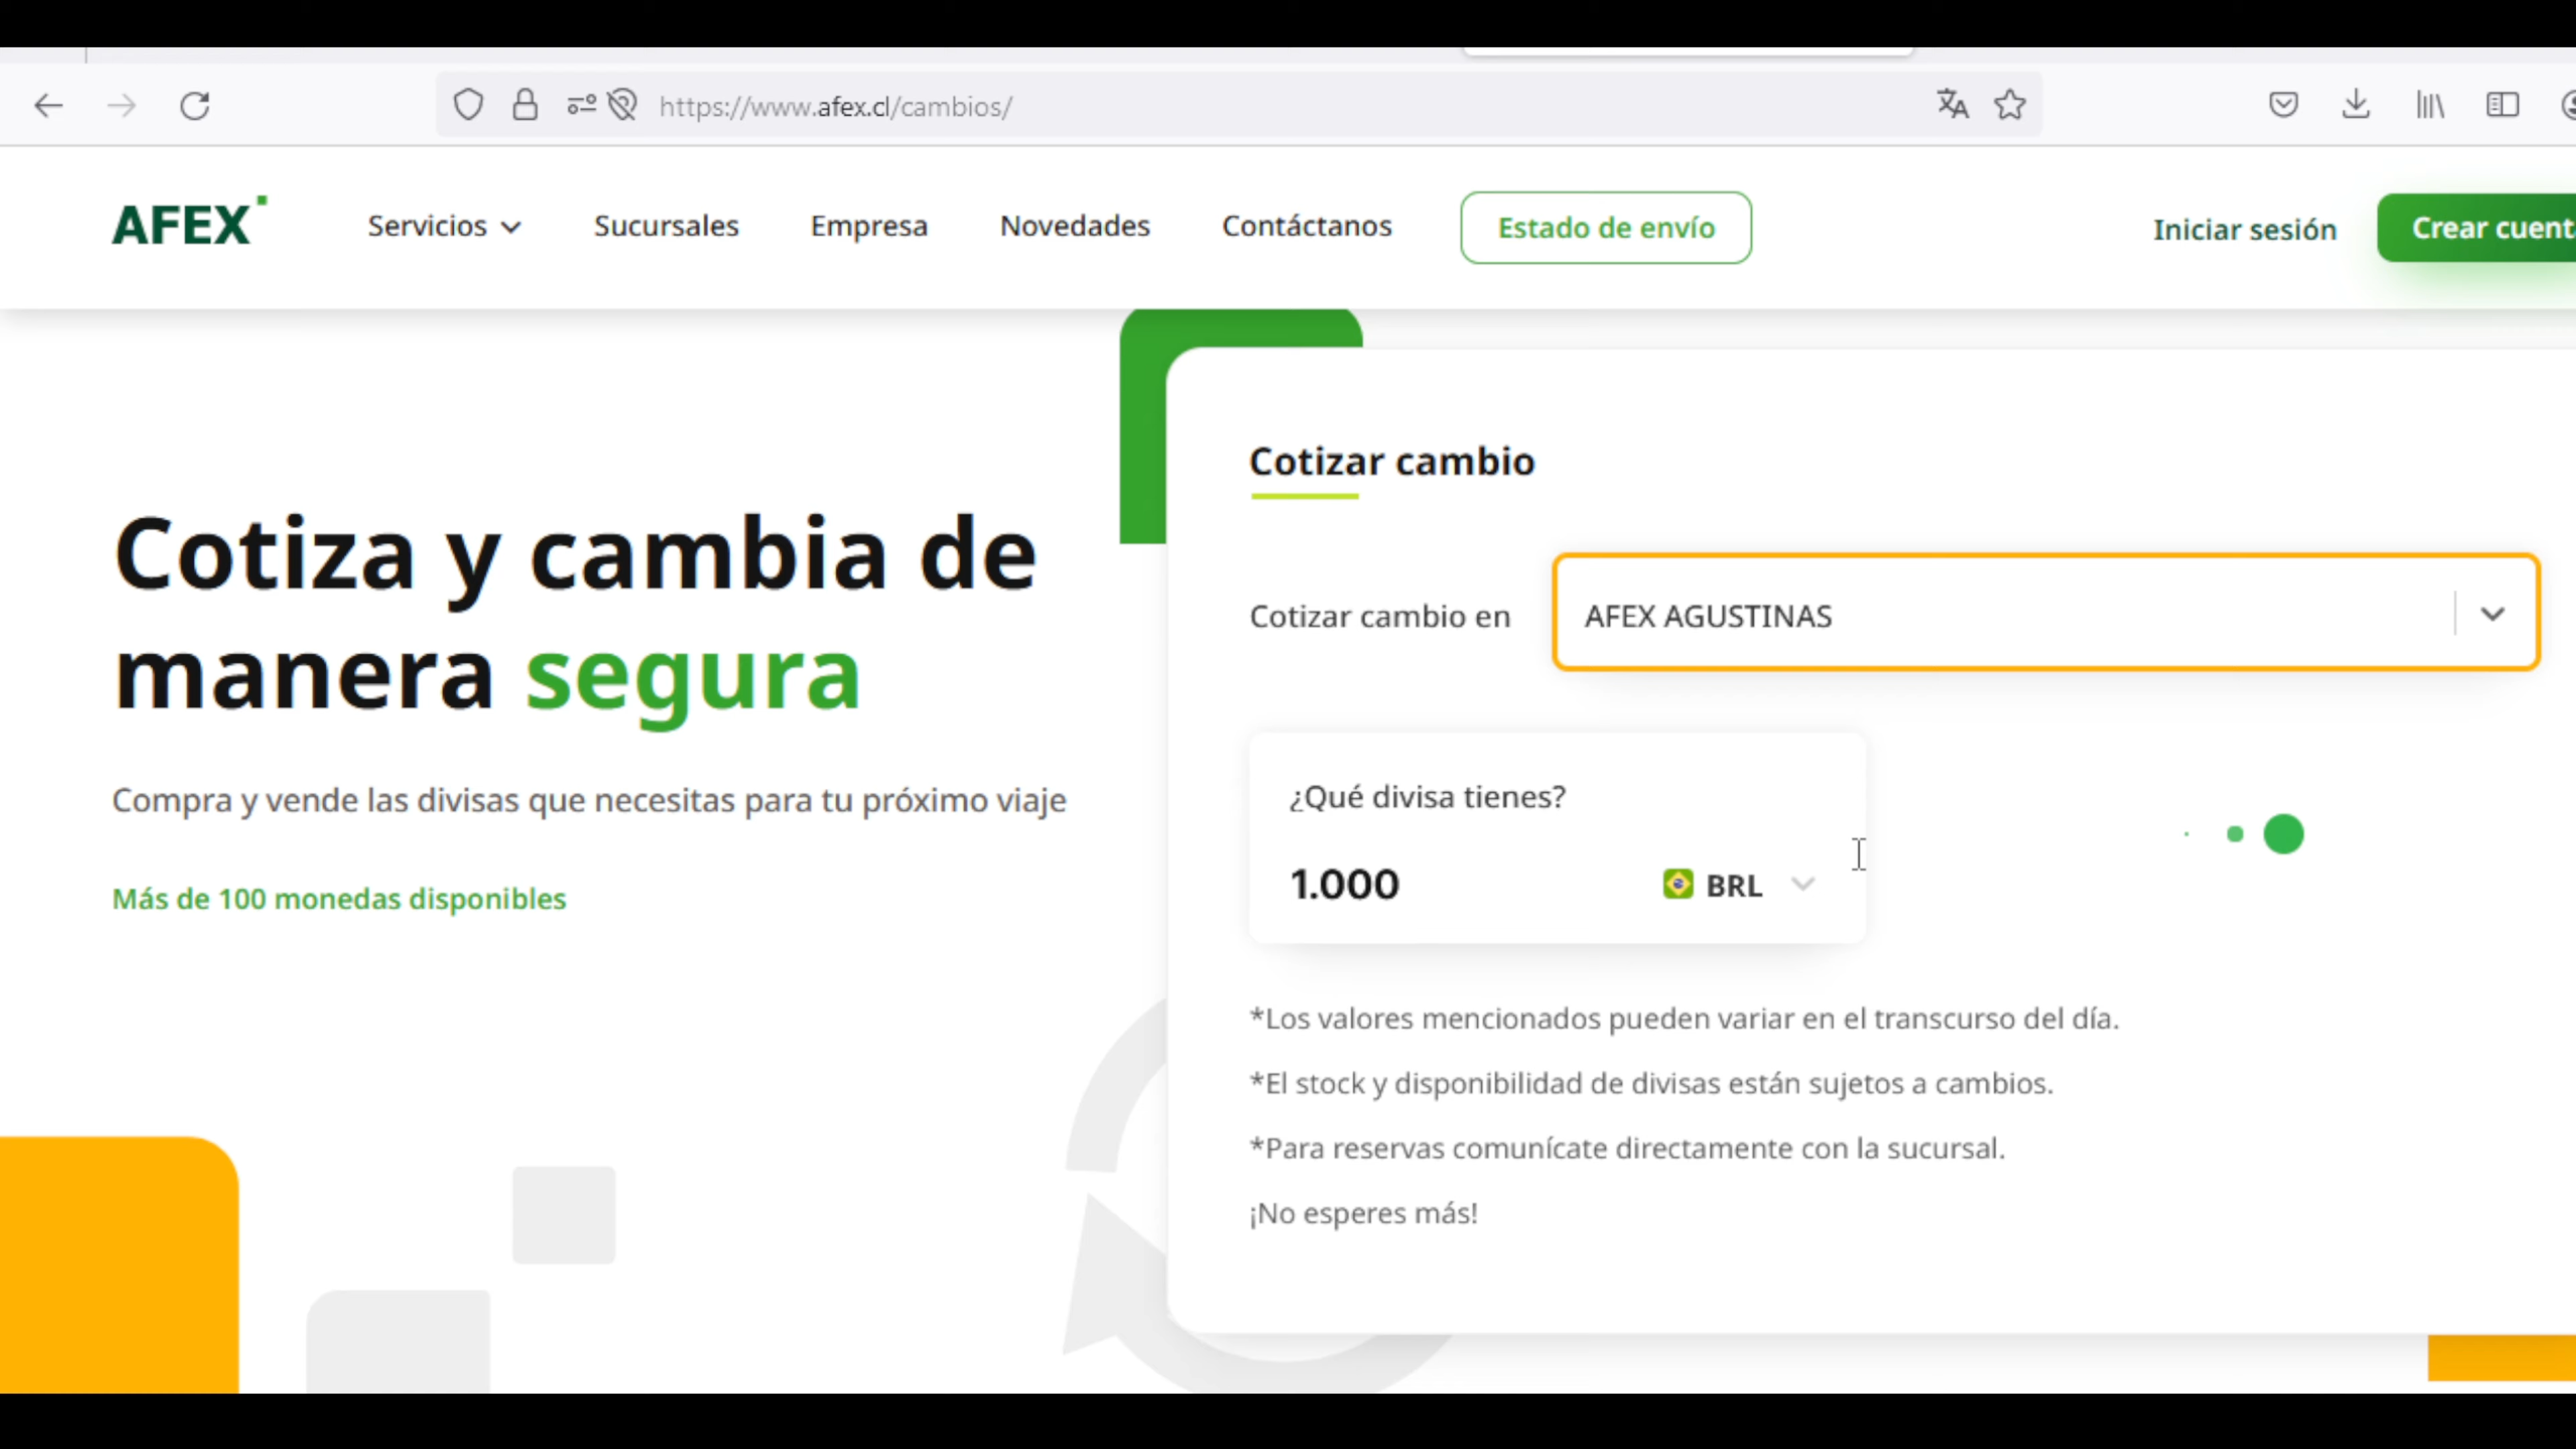 https://www.afex.cl/cambios/
AFEX
Servicios
Sucursales
Empresa
Novedades
Contáctanos
Estado de envío
Iniciar sesión
Crear
Cotiza y cambia de
manera segura
Compra y vende las divisas que necesitas para tu próximo viaje
Más de 100 monedas disponibles
Cotizar cambio
Cotizar cambio en
AFEX AGUSTINAS
¿Qué divisa tienes?
1.000
BRL
*Los valores mencionados pueden variar en el transcurso del día.
*El stock y disponibilidad de divisas están sujetos a cambios.
*Para reservas comunícate directamente con la sucursal.
¡No esperes más!